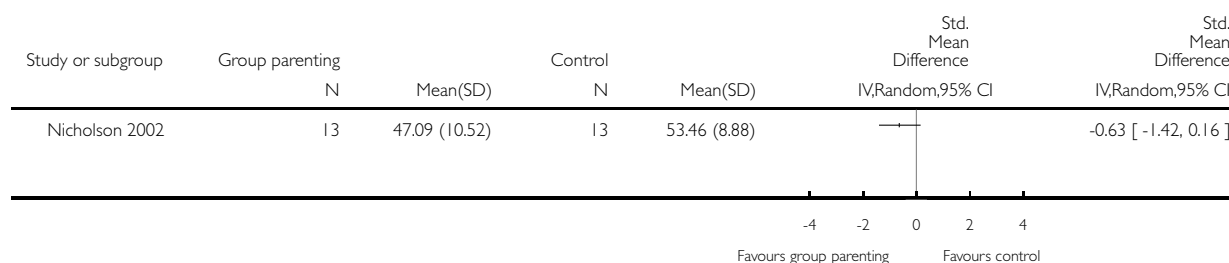 Std. Std.
Mean Mean
Study or subgroup Group parenting Control Difference Difference
N Mean(SD) N Mean(SD) IV,Random,95% CI IV,Random,95% CI
Nicholson 2002 13 47.09 (10.52) 13 53.46 (8.88) -0.63 [ -1.42, 0.16 ]
-4 -2 0 2 4
Favours group parenting Favours control